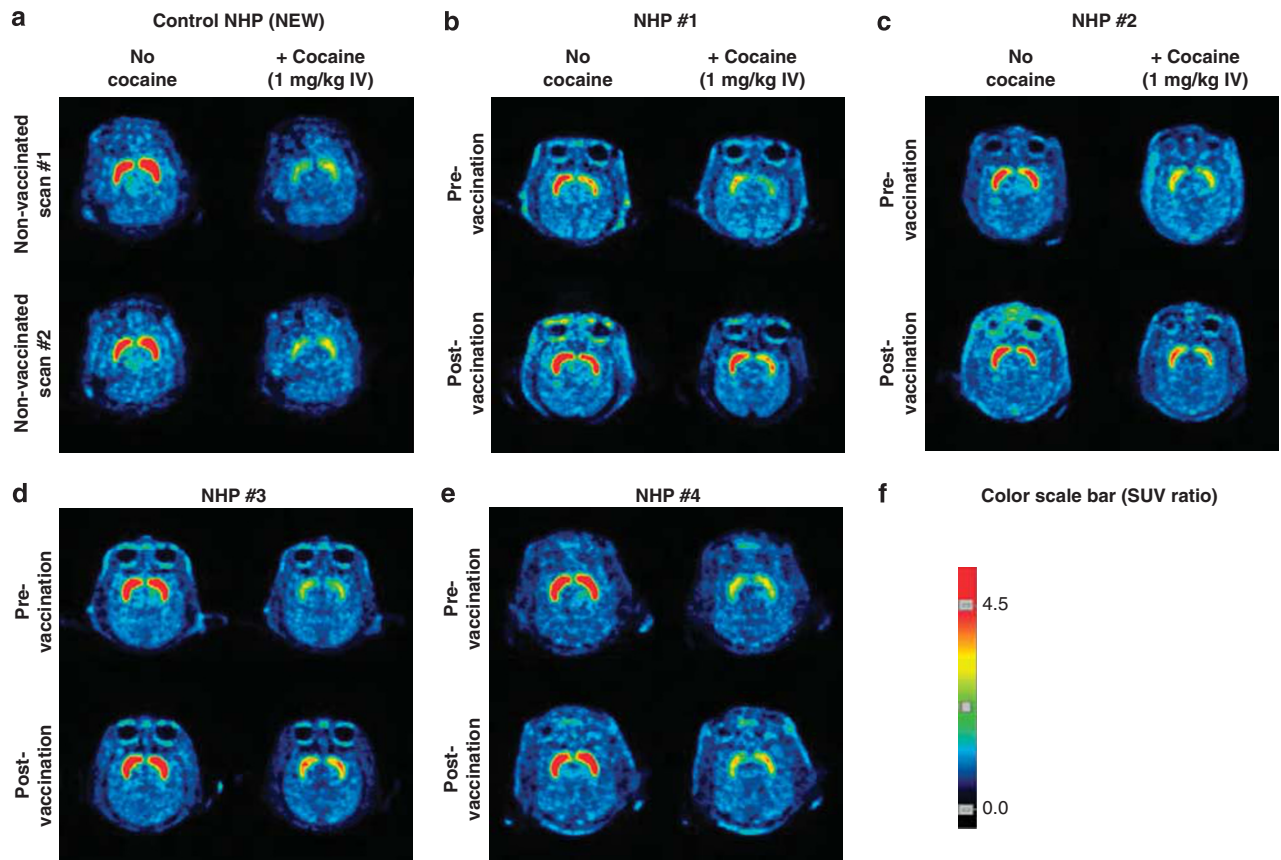 a
Control NHP (NEW)
No
cocaine
+ Cocaine
(1 mg/kg IV)
Non-vaccinated
scan #1
Non-vaccinated
scan #2
b
NHP #1
No
cocaine
+ Cocaine
(1 mg/kg IV)
Pre-
vaccination
Post-
vaccination
c
NHP #2
No
cocaine
+ Cocaine
(1 mg/kg IV)
Pre-
vaccination
Post-
vaccination
d
NHP #3
Pre-
vaccination
Post-
vaccination
e
NHP #4
Pre-
vaccination
Post-
vaccination
f
Color scale bar (SUV ratio)
4.5
0.0